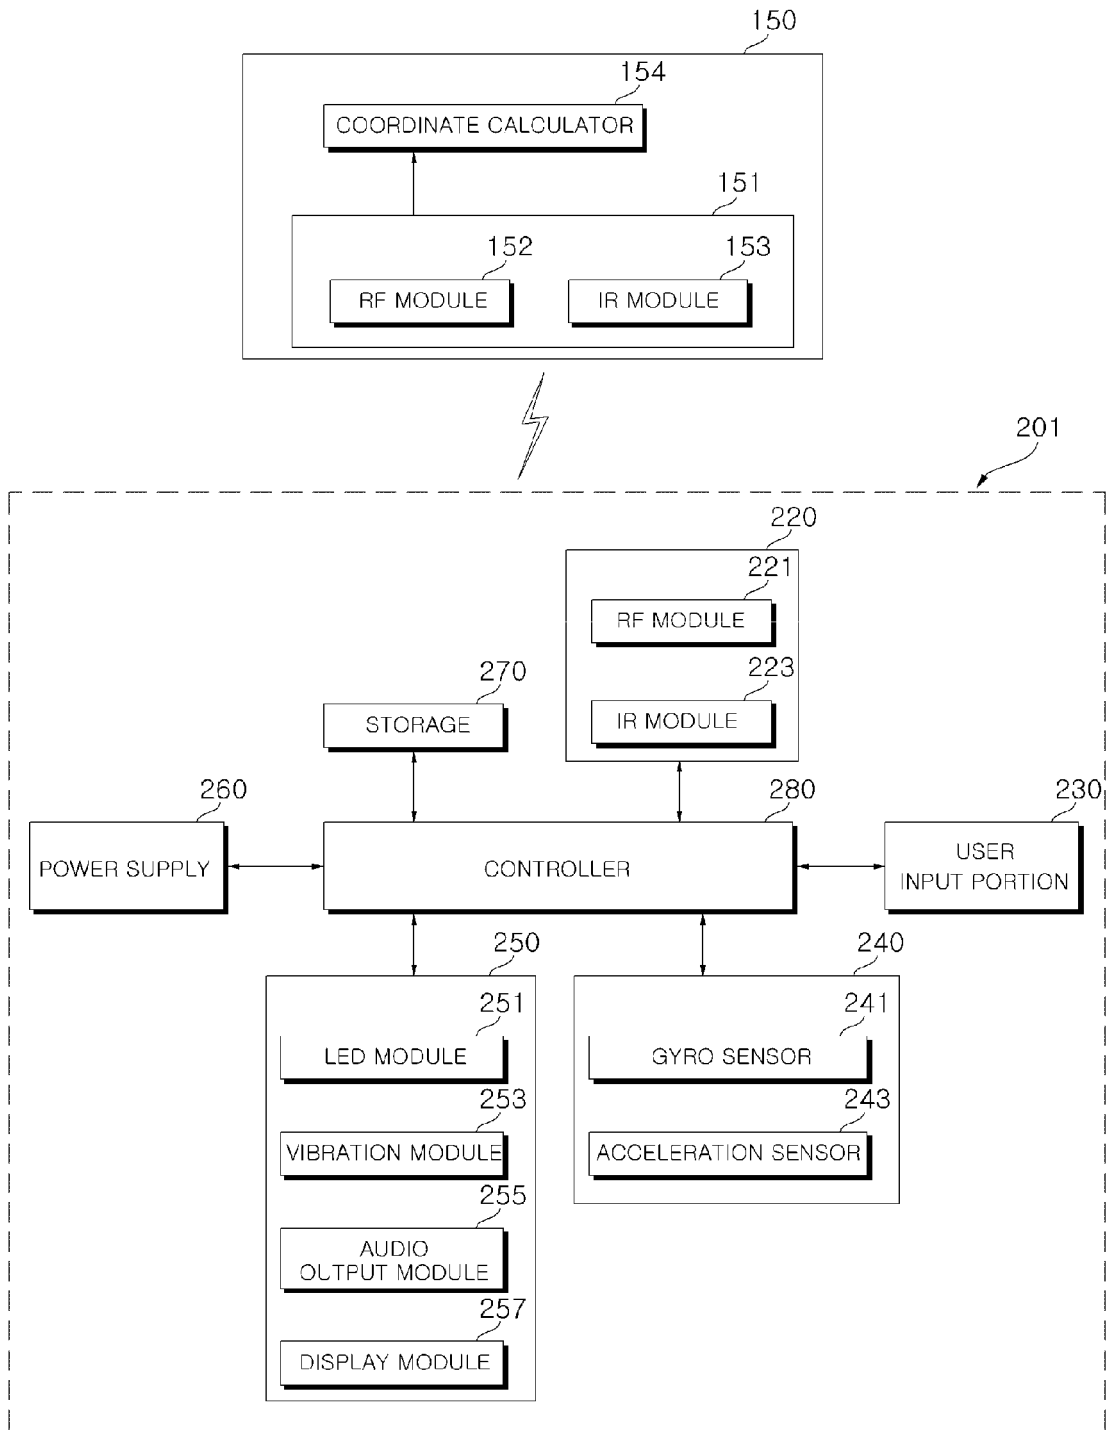 150
154
COORDINATE CALCULATOR
151
152
153
RF MODULE
IR MODULE
201
220
221
RF MODULE
270
223
STORAGE
IR MODULE
260
280
230
POWER SUPPLY
CONTROLLER
USER
INPUT PORTION
250
240
251
241
LED MODULE
GYRO SENSOR
253
243
VIBRATION MODULE
ACCELERATION SENSOR
255
AUDIO
OUTPUT MODULE
257
DISPLAY MODULE